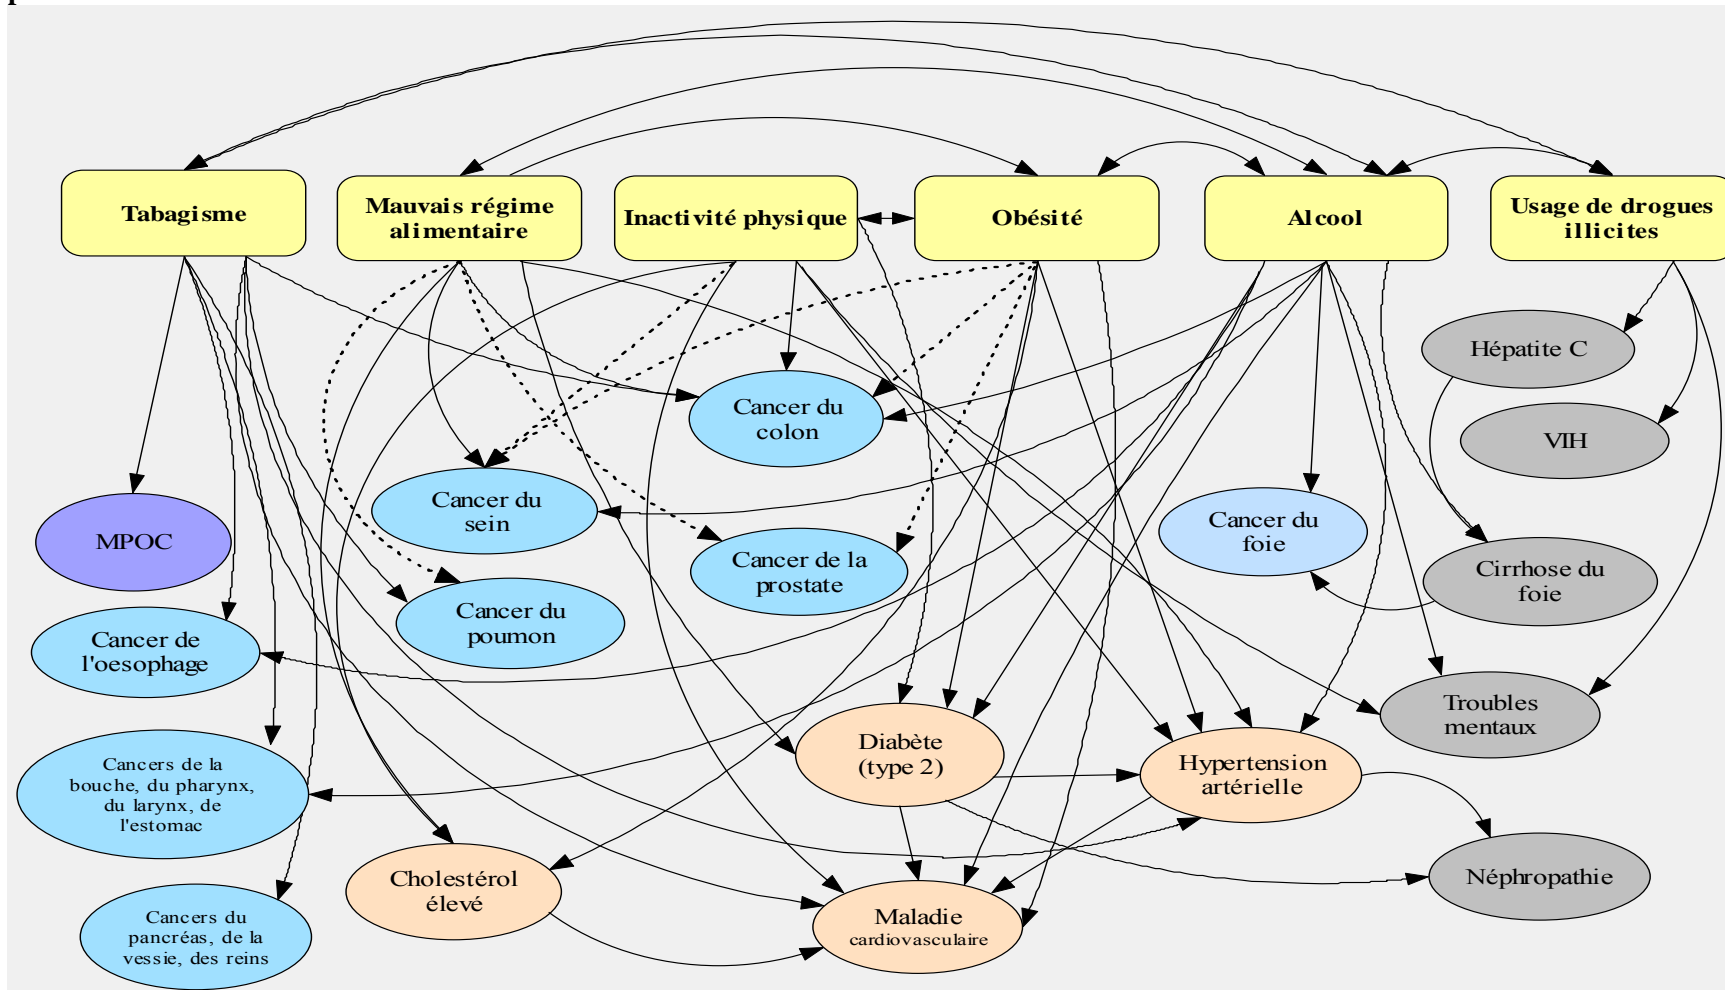 Tabagisme
Mauvais régime
alimentaire
Inactivité physique
Obésité
Alcool
Usage de drogues
illicites
Hépatite C
Cancer du
colon
VIH
Cancer du
sein
MPOC
Cancer du
foie
Cancer de la
prostate
Cirrhose du
foie
Cancer du
poumon
Cancer de
l'oesophage
Troubles
mentaux
Diabète
(type 2)
Hypertension
artérielle
Cancers de la
bouche, du pharynx,
du larynx, de
l'estomac
Cholestérol
élevé
Néphropathie
Maladie
cardiovasculaire
Cancers du
pancréas, de la
vessie, des reins